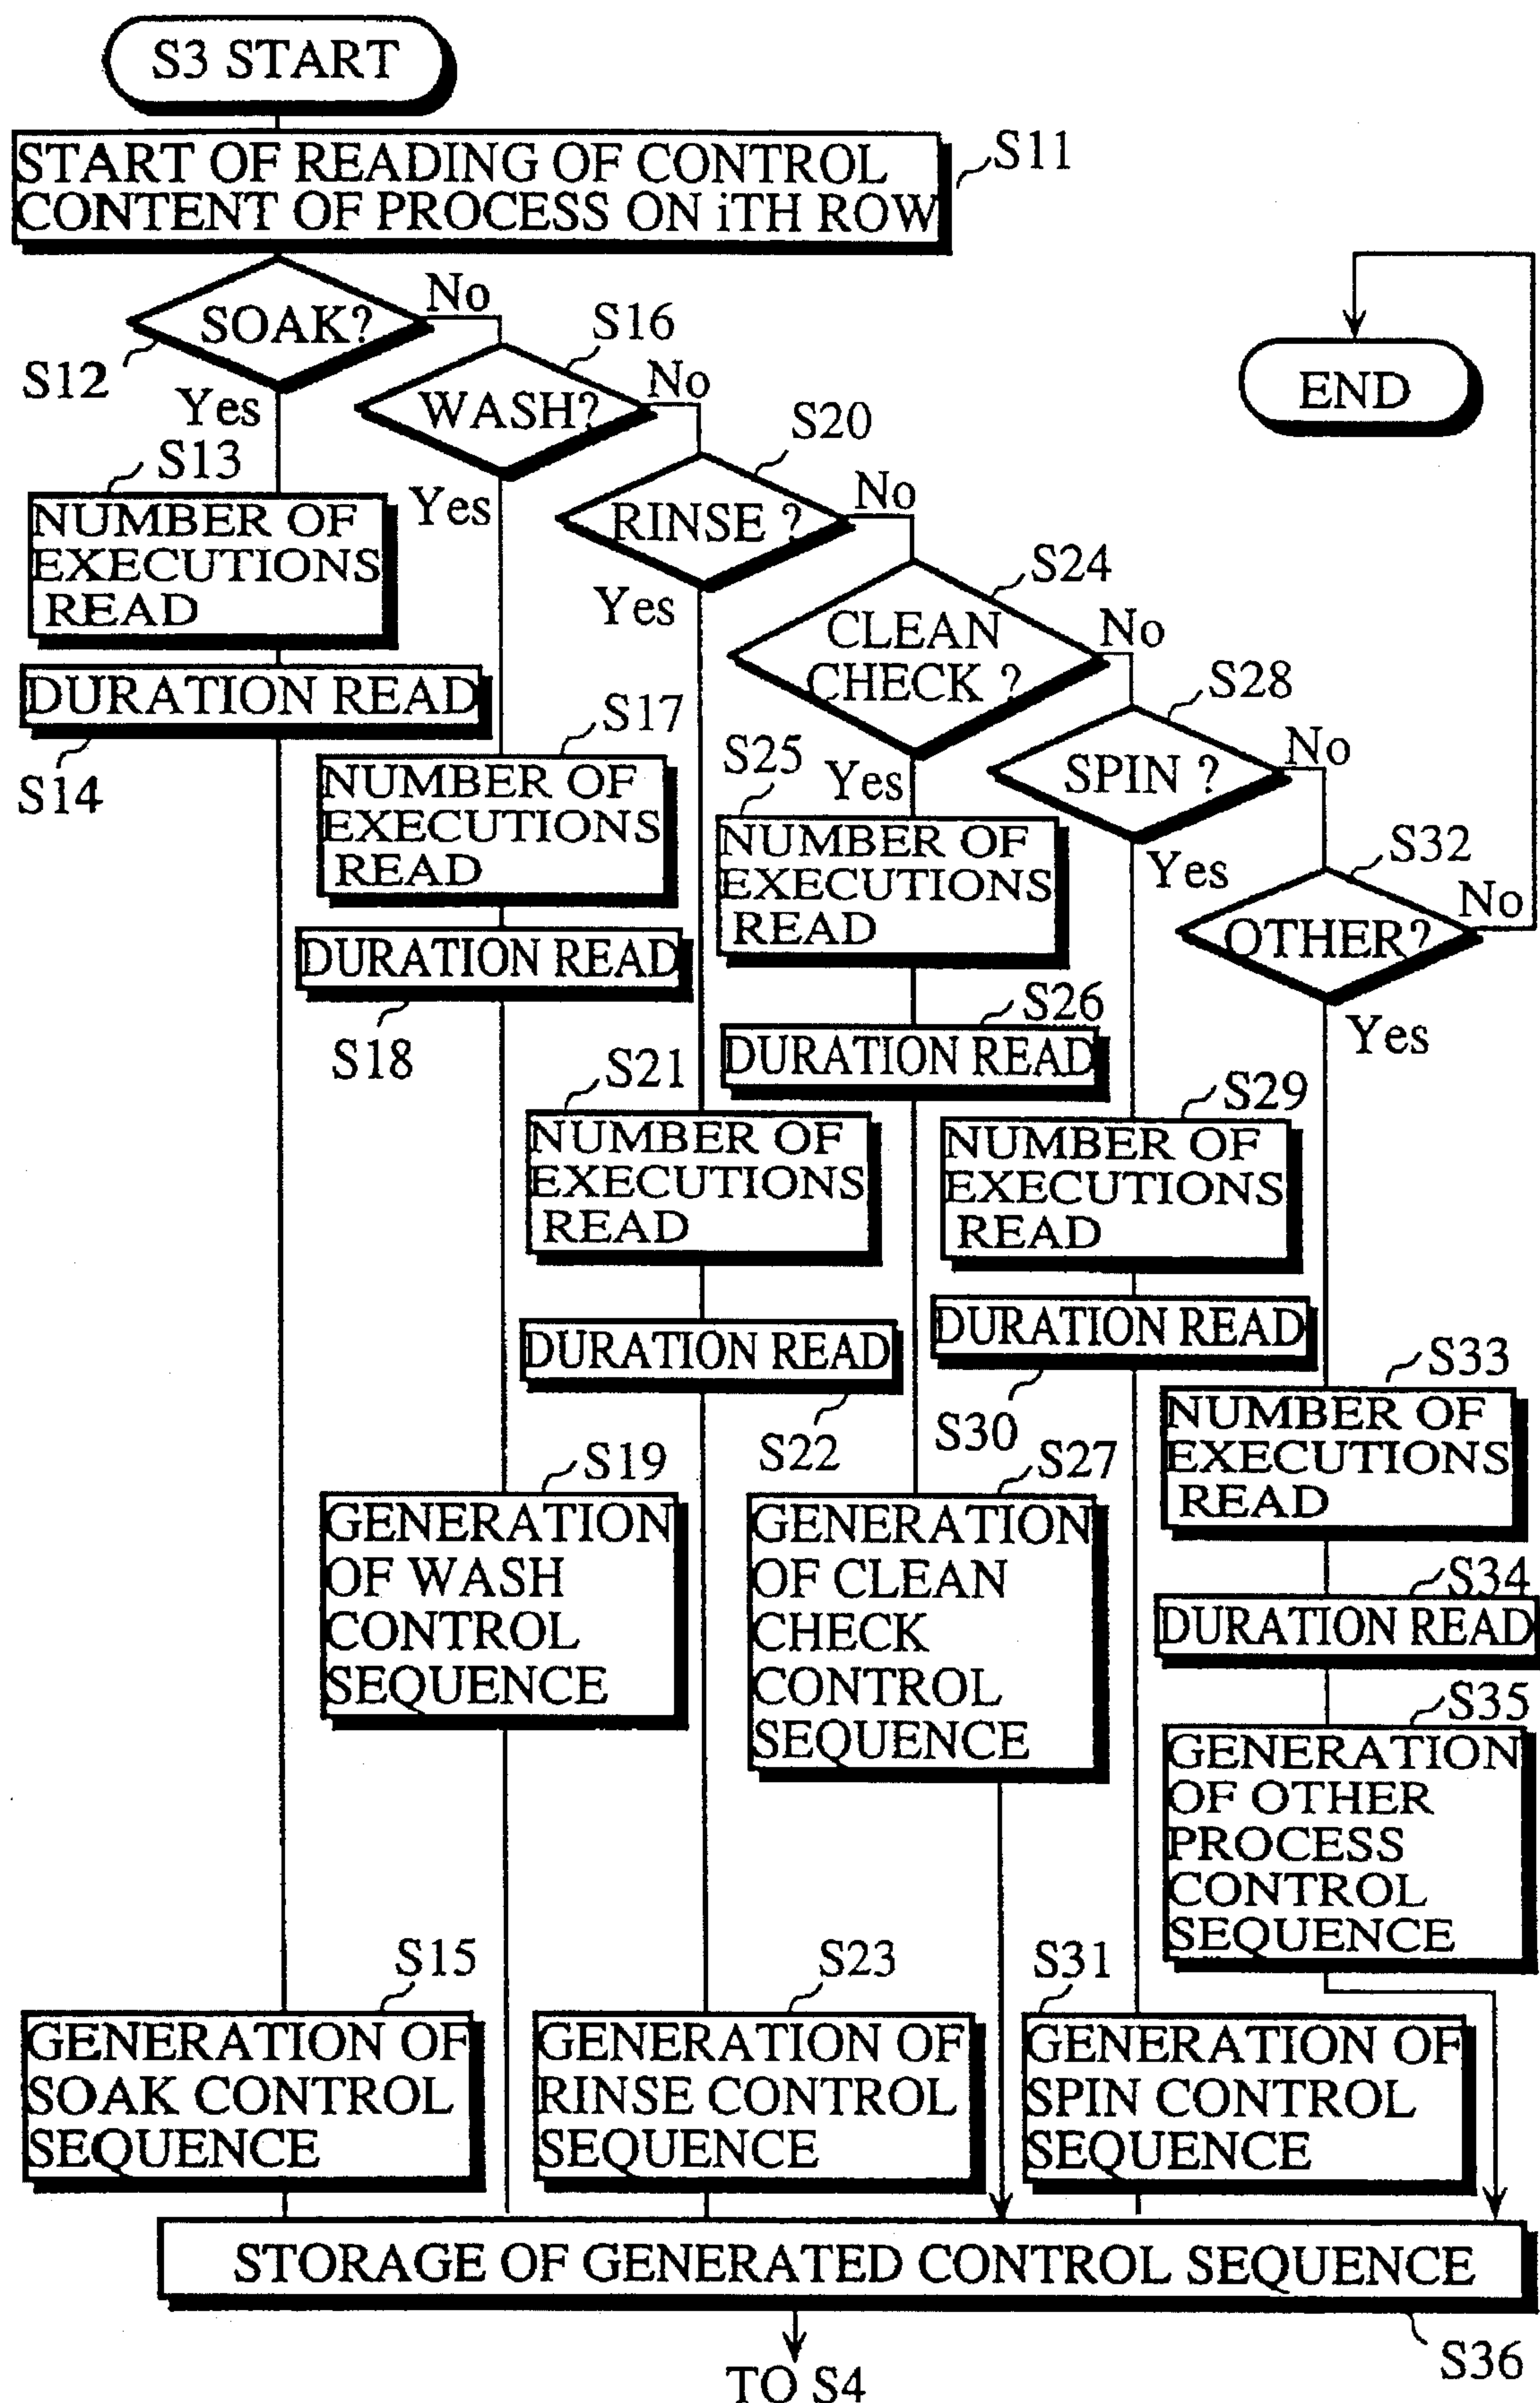 S3 START
START OF READING OF CONTROL
CONTENT OF PROCESS ON iTH ROW
S11
SOAK?
No
S12
Yes
S16
WASH?
No
Yes
S20
RINSE ?
No
Yes
S24
CLEAN
CHECK ?
No
Yes
S28
SPIN ?
No
Yes
S32
OTHER?
No
Yes
END
S13
NUMBER OF
EXECUTIONS
READ
DURATION READ
S14
S17
NUMBER OF
EXECUTIONS
READ
DURATION READ
S18
S21
NUMBER OF
EXECUTIONS
READ
DURATION READ
S22
S25
NUMBER OF
EXECUTIONS
READ
S26
DURATION READ
S29
NUMBER OF
EXECUTIONS
READ
DURATION READ
S30
S33
NUMBER OF
EXECUTIONS
READ
S34
DURATION READ
S19
GENERATION
OF WASH
CONTROL
SEQUENCE
S27
GENERATION
OF CLEAN
CHECK
CONTROL
SEQUENCE
S35
GENERATION
OF OTHER
PROCESS
CONTROL
SEQUENCE
S15
GENERATION OF
SOAK CONTROL
SEQUENCE
S23
GENERATION OF
RINSE CONTROL
SEQUENCE
S31
GENERATION OF
SPIN CONTROL
SEQUENCE
STORAGE OF GENERATED CONTROL SEQUENCE
S36
TO S4